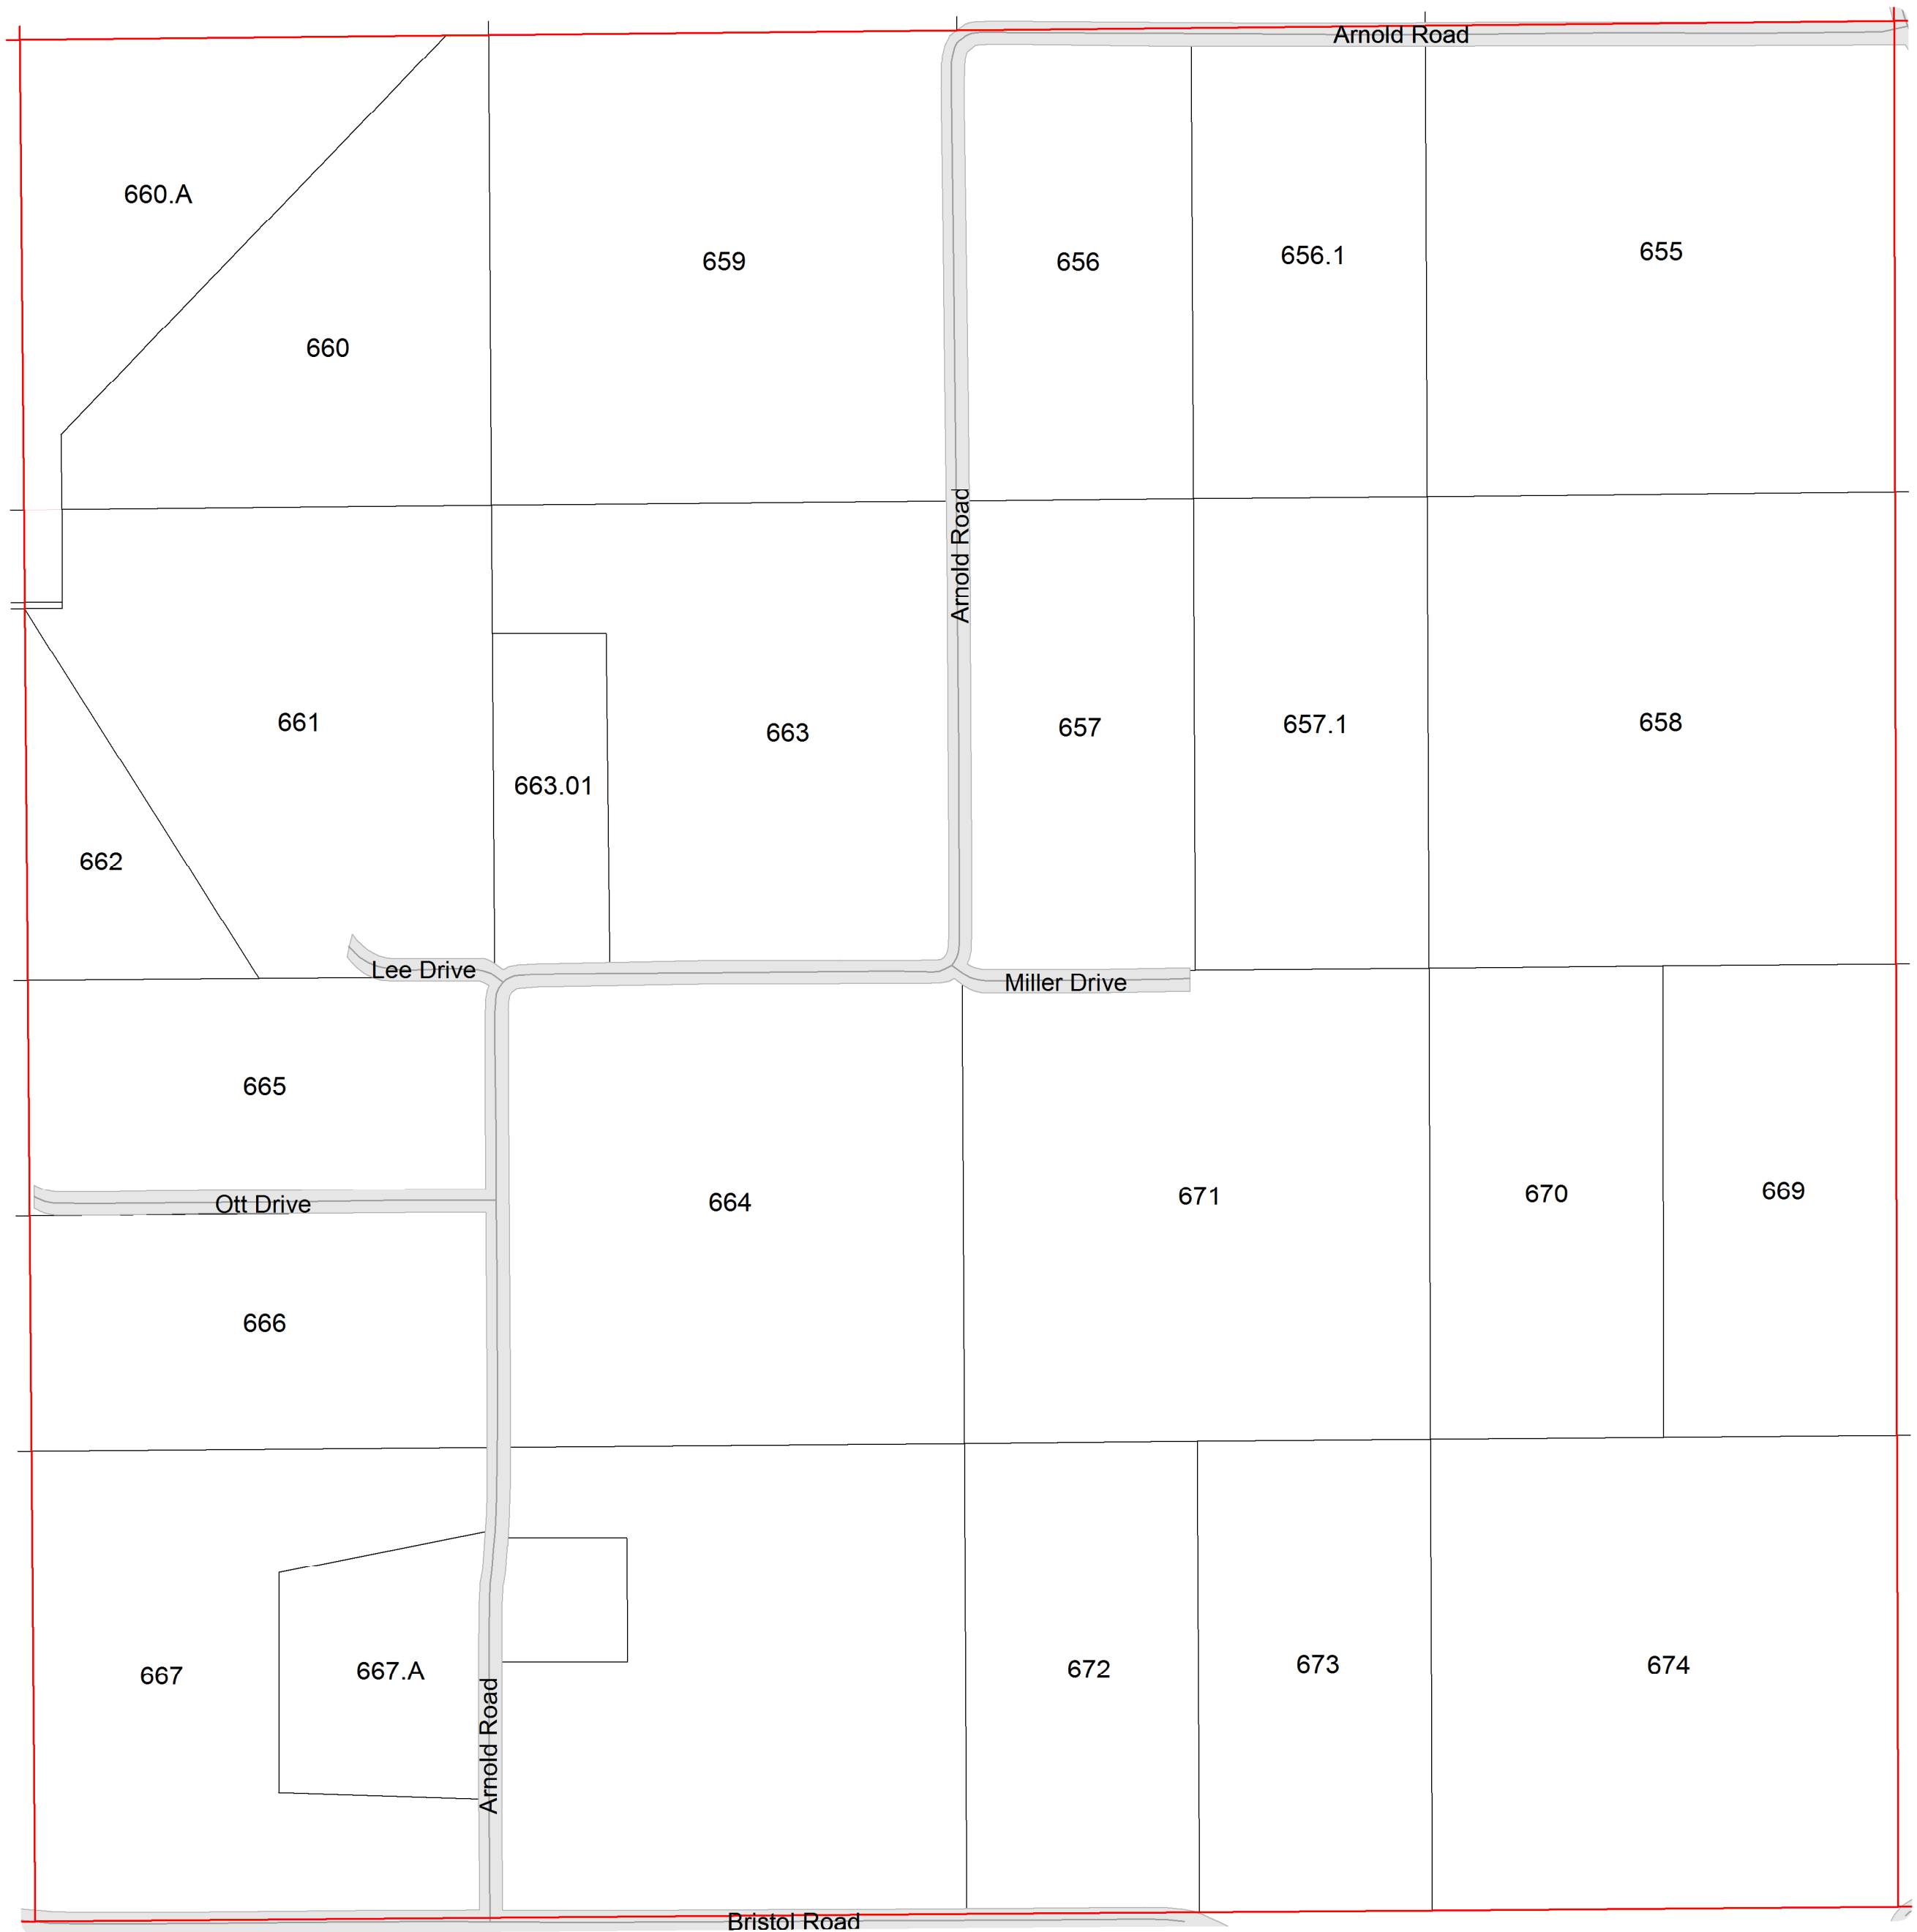 Arnold Road
660.A
659
656
656.1
655
660
Arnold Road
661
663.01
663
657
657.1
658
662
Lee Drive
Miller Drive
665
Ott Drive
664
671
670
669
666
667
667.A
672
673
674
Arnold Road
Bristol Road